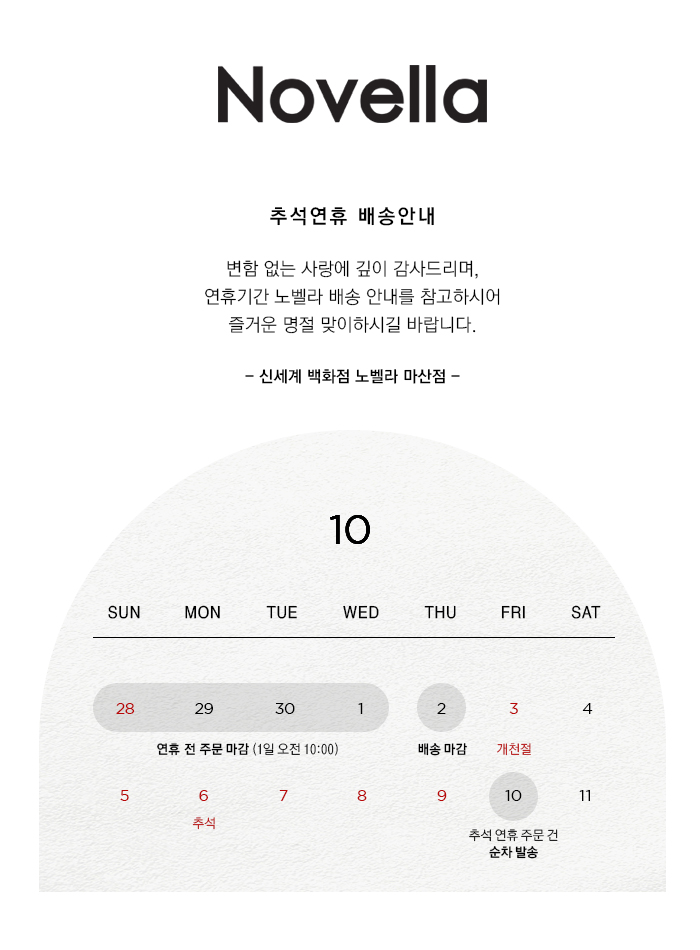 Novella
추석연휴 배송안내
변함 없는 사랑에 깊이 감사드리며,
연휴기간 노벨라 배송 안내를 참고하시어
즐거운 명절 맞이하시길 바랍니다.
– 신세계 백화점 노벨라 마산점 –
10
SUN MON TUE WED THU FRI SAT
28 29 30 1 2 3 4
연휴 전 주문 마감 (1일 오전 10:00) 배송 마감 개천절
5 6 7 8 9 10 11
추석
추석 연휴 주문 건
순차 발송